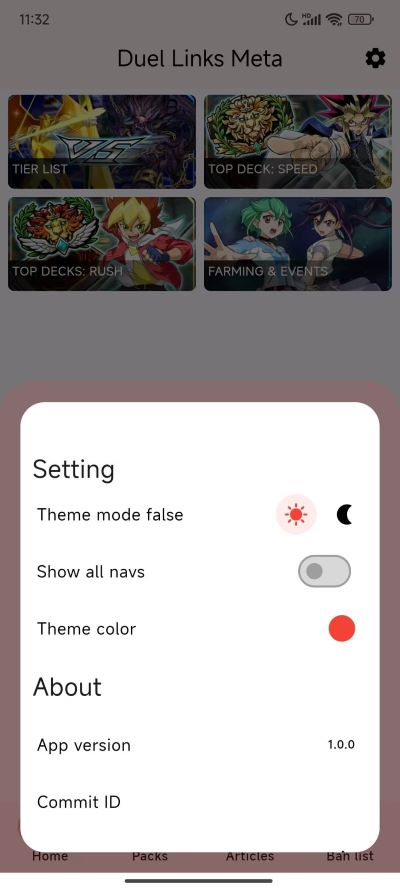 11:32
HD
70
Duel Links Meta
VS
TIER LIST
TOP DECK: SPEED
TOP DECKS: RUSH
FARMING & EVENTS
Setting
Theme mode false
Show all navs
Theme color
About
App version
1.0.0
Commit ID
Home
Packs
Articles
Ban list